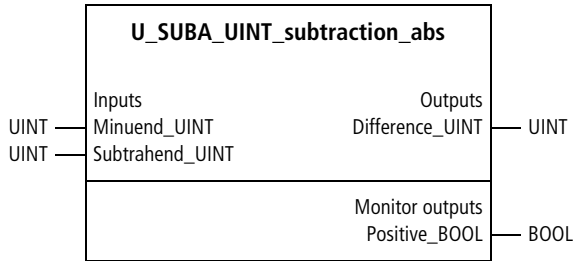 U_SUBA_UINT_subtraction_abs
Inputs Outputs
UINT Minuend_UINT Difference_UINT UINT
UINT Subtrahend_UINT
Monitor outputs
Positive_BOOL BOOL